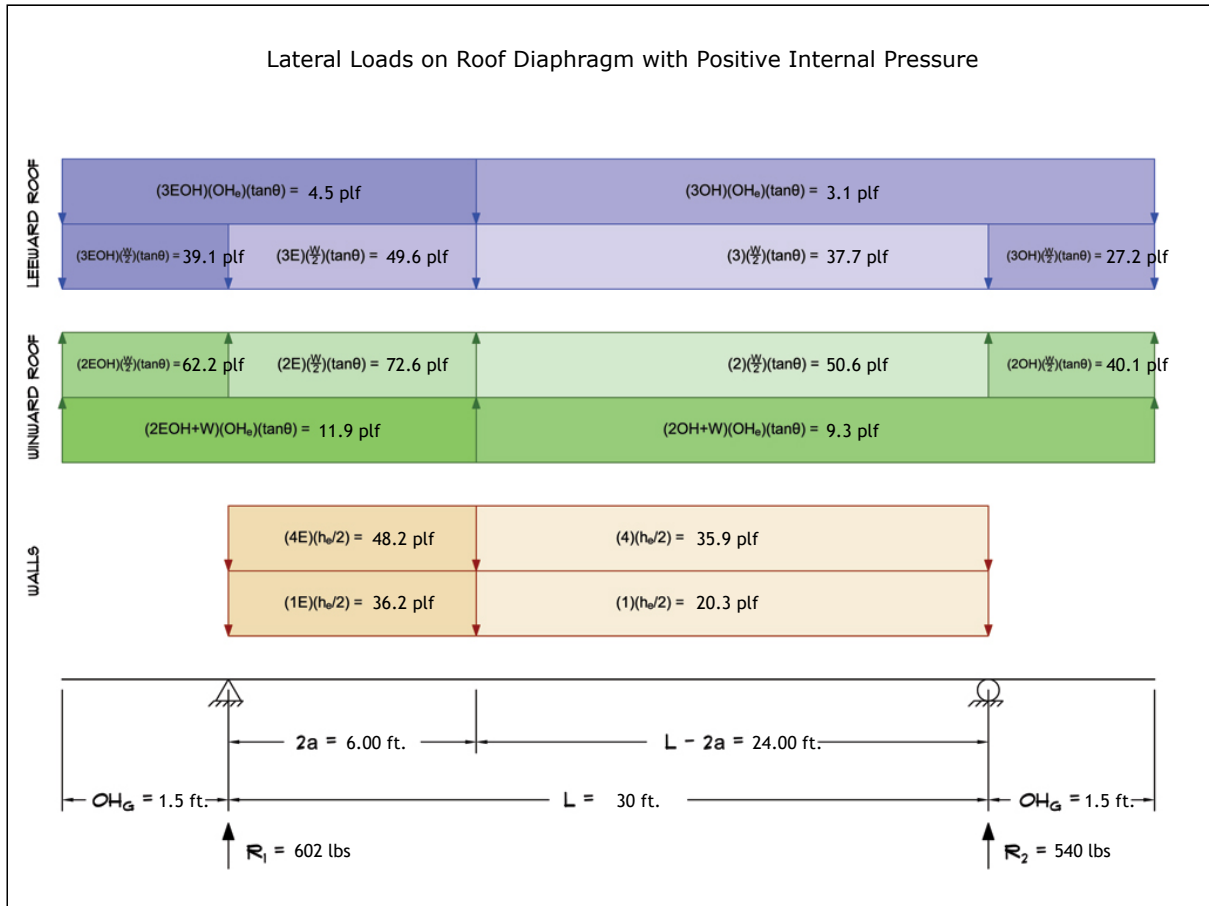 Lateral Loads on Roof Diaphragm with Positive Internal Pressure
LEEWARD ROOF
(3EOH)(OHₑ)(tanθ) = 4.5 plf
(3OH)(OHₑ)(tanθ) = 3.1 plf
(3EOH)(W/2)(tanθ) = 39.1 plf
(3E)(W/2)(tanθ) = 49.6 plf
(3)(W/2)(tanθ) = 37.7 plf
(3OH)(W/2)(tanθ) = 27.2 plf
WINWARD ROOF
(2EOH)(W/2)(tanθ) = 62.2 plf
(2E)(W/2)(tanθ) = 72.6 plf
(2)(W/2)(tanθ) = 50.6 plf
(2OH)(W/2)(tanθ) = 40.1 plf
(2EOH+W)(OHₑ)(tanθ) = 11.9 plf
(2OH+W)(OHₑ)(tanθ) = 9.3 plf
WALLS
(4E)(hₑ/2) = 48.2 plf
(4)(hₑ/2) = 35.9 plf
(1E)(hₑ/2) = 36.2 plf
(1)(hₑ/2) = 20.3 plf
2a = 6.00 ft.
L - 2a = 24.00 ft.
OH_G = 1.5 ft.
L = 30 ft.
OH_G = 1.5 ft.
R₁ = 602 lbs
R₂ = 540 lbs